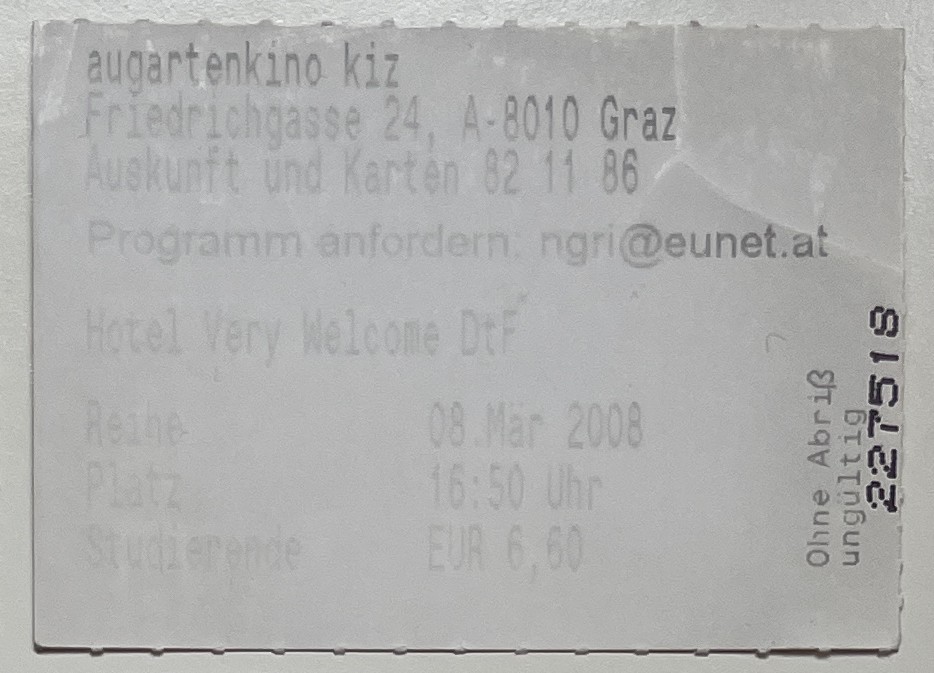 augartenkino kiz
Friedrichgasse 24, A-8010 Graz
Auskunft und Karten 82 11 86
Programm anfordern: ngri@eunet.at
Hotel Very Welcome DtF
Reihe 08.Mär 2008
Platz 16:50 Uhr
Studierende EUR 6,60
Ohne Abriß
ungültig
227518